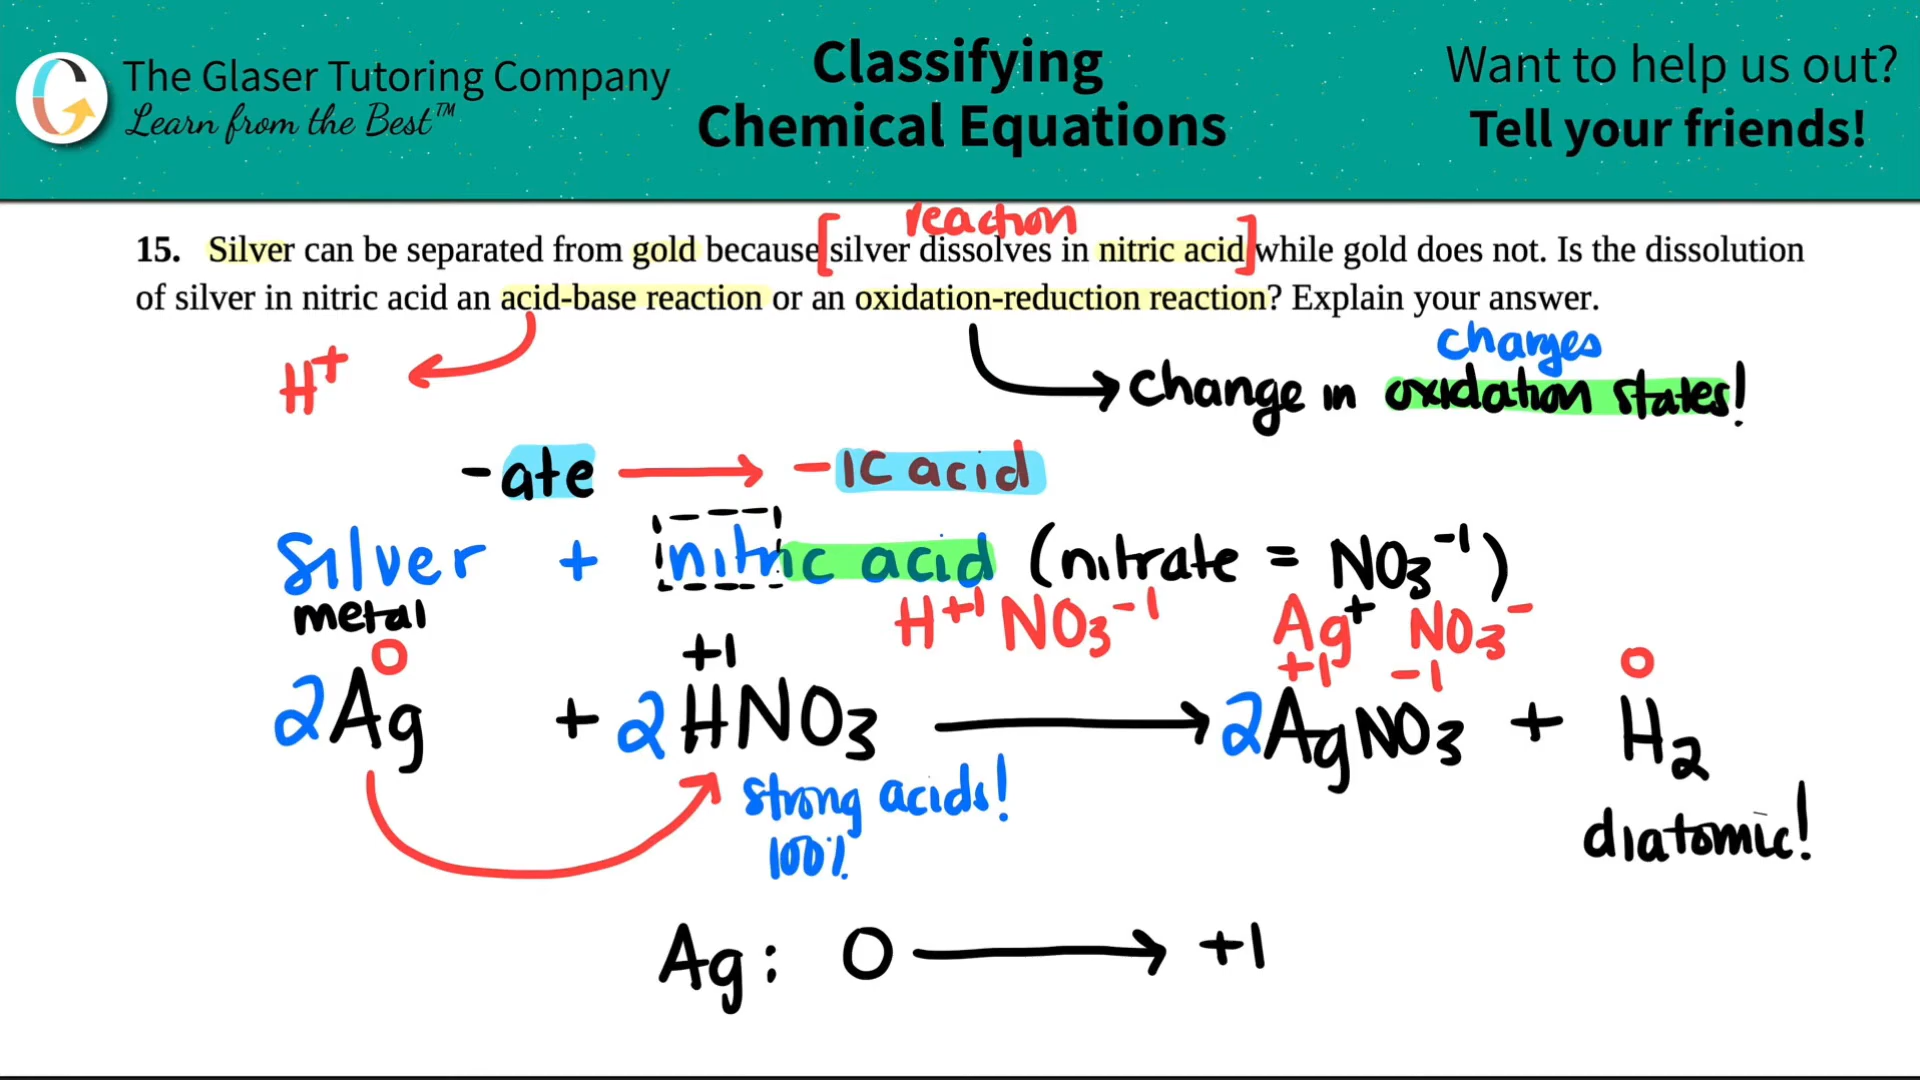 The Glaser Tutoring Company
Learn from the Best™
Classifying
Chemical Equations
Want to help us out?
Tell your friends!
reaction
15. Silver can be separated from gold because [silver dissolves in nitric acid] while gold does not. Is the dissolution
of silver in nitric acid an acid-base reaction or an oxidation-reduction reaction? Explain your answer.
charges
H⁺ Change in oxidation states!
-ate → -ic acid
Silver + nitric acid (nitrate = NO₃⁻¹)
metal H⁺¹ NO₃⁻¹ Ag⁺ NO₃⁻
0 +1 +1 -1 0
2Ag + 2HNO₃ → 2AgNO₃ + H₂
strong acids!
100%
diatomic!
Ag: 0 → +1